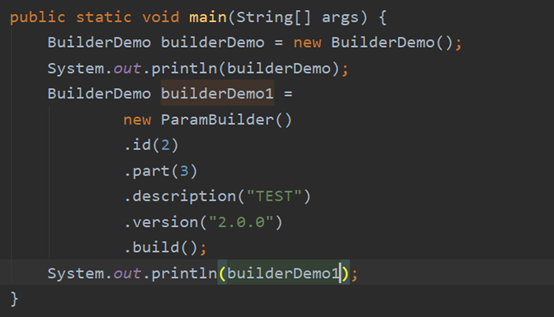 public static void main(String[] args) {
    BuilderDemo builderDemo = new BuilderDemo();
    System.out.println(builderDemo);
    BuilderDemo builderDemo1 =
            new ParamBuilder()
            .id(2)
            .part(3)
            .description("TEST")
            .version("2.0.0")
            .build();
    System.out.println(builderDemo1);
}